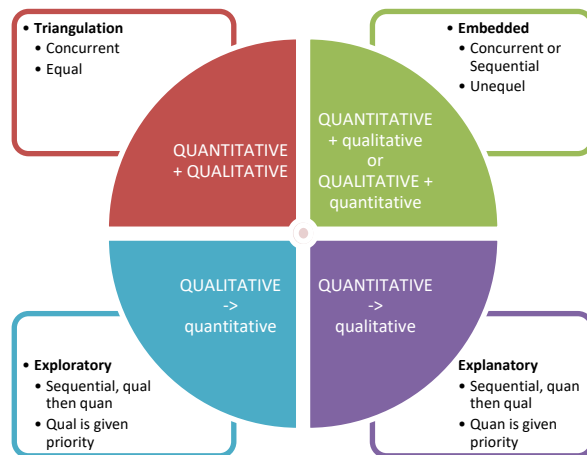 • Triangulation
• Concurrent
• Equal
• Embedded
• Concurrent or
Sequential
• Unequel
QUANTITATIVE
+ QUALITATIVE
QUANTITATIVE
+ qualitative
or
QUALITATIVE +
quantitative
QUALITATIVE
->
quantitative
QUANTITATIVE
->
qualitative
• Exploratory
• Sequential, qual
then quan
• Qual is given
priority
Explanatory
• Sequential, quan
then qual
• Quan is given
priority